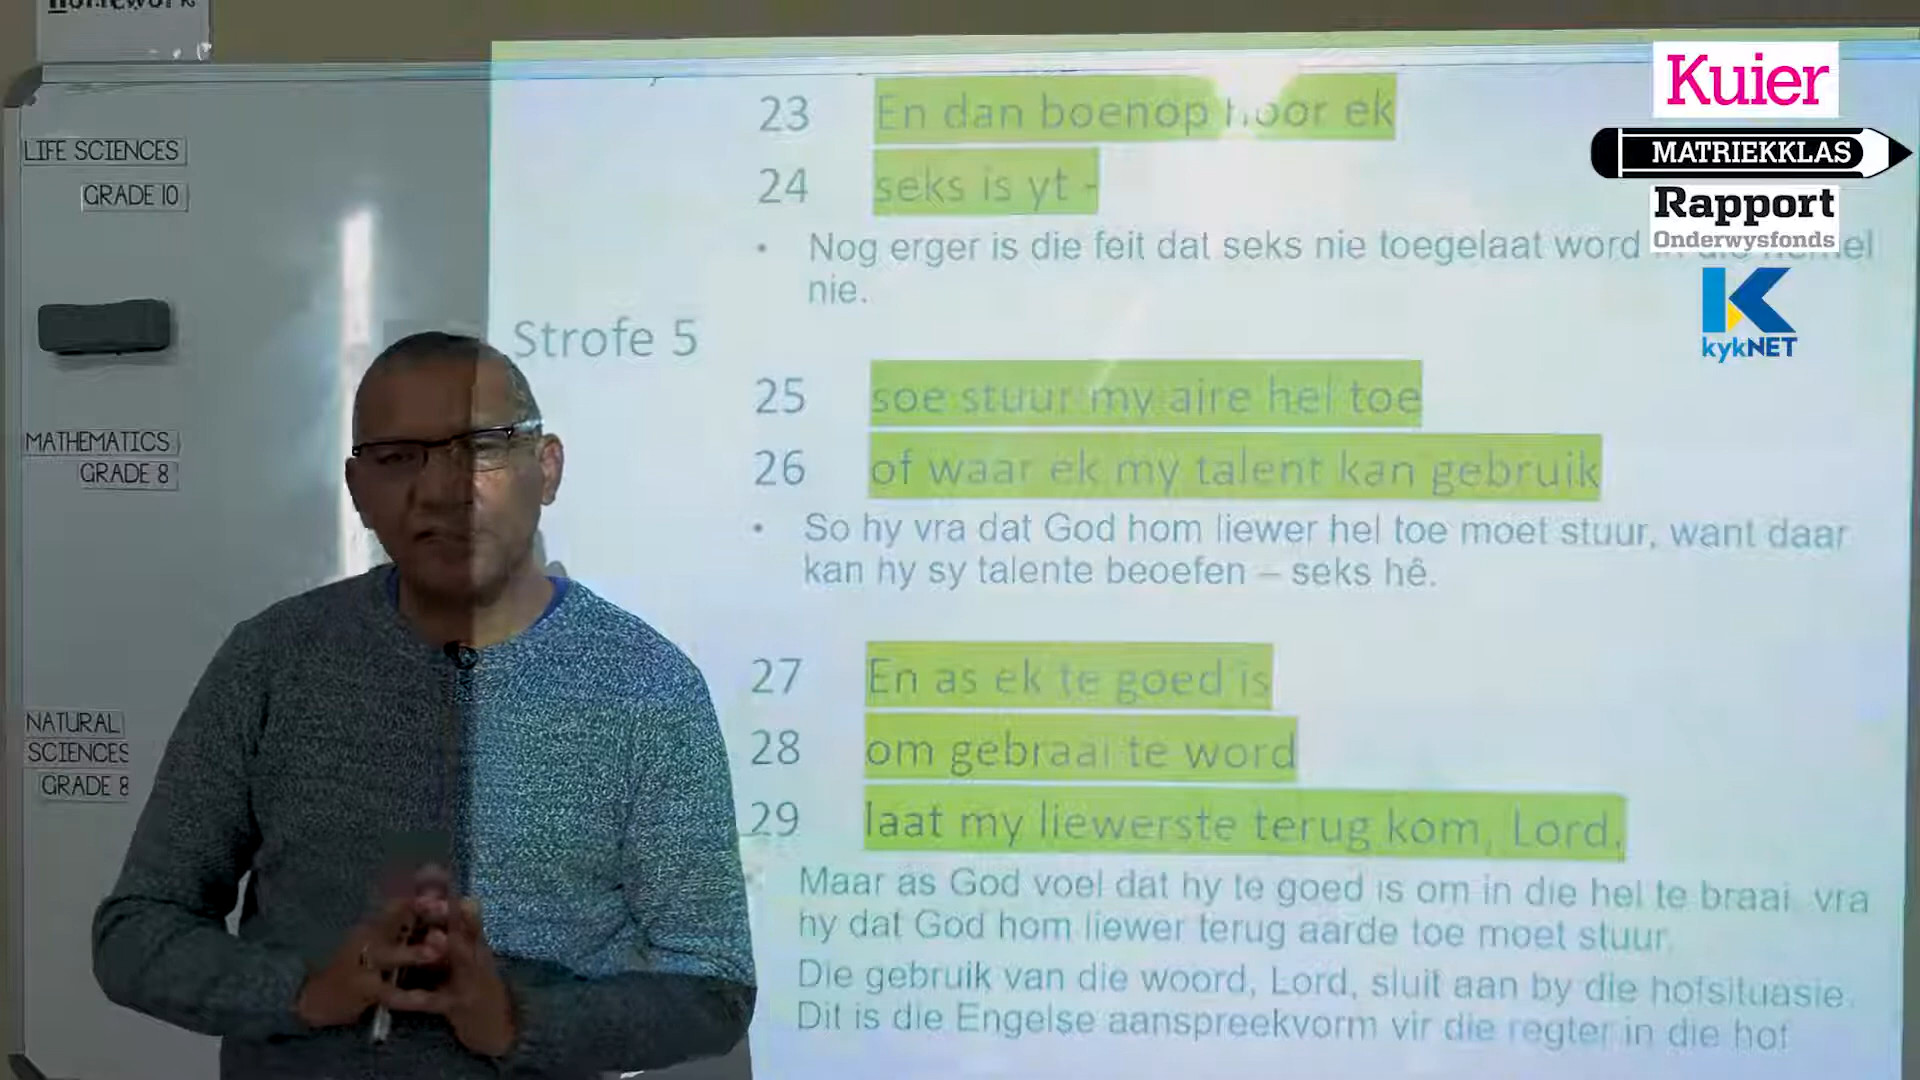 Homework
LIFE SCIENCES
GRADE 10
MATHEMATICS
GRADE 8
NATURAL
SCIENCES
GRADE 8
23 En dan boenop hoor ek
24 seks is yt -
• Nog erger is die feit dat seks nie toegelaat word
nie.
Strofe 5
25 soe stuur my aire hel toe
26 of waar ek my talent kan gebruik
• So hy vra dat God hom liewer hel toe moet stuur, want daar
kan hy sy talente beoefen – seks hê.
27 En as ek te goed is
28 om gebraai te word
29 laat my liewerste terug kom, Lord,
• Maar as God voel dat hy te goed is om in die hel te braai, vra
hy dat God hom liewer terug aarde toe moet stuur.
Die gebruik van die woord, Lord, sluit aan by die hofsituasie.
Dit is die Engelse aanspreekvorm vir die regter in die hof
Kuier
MATRIEKKLAS
Rapport
Onderwysfonds
kykNET